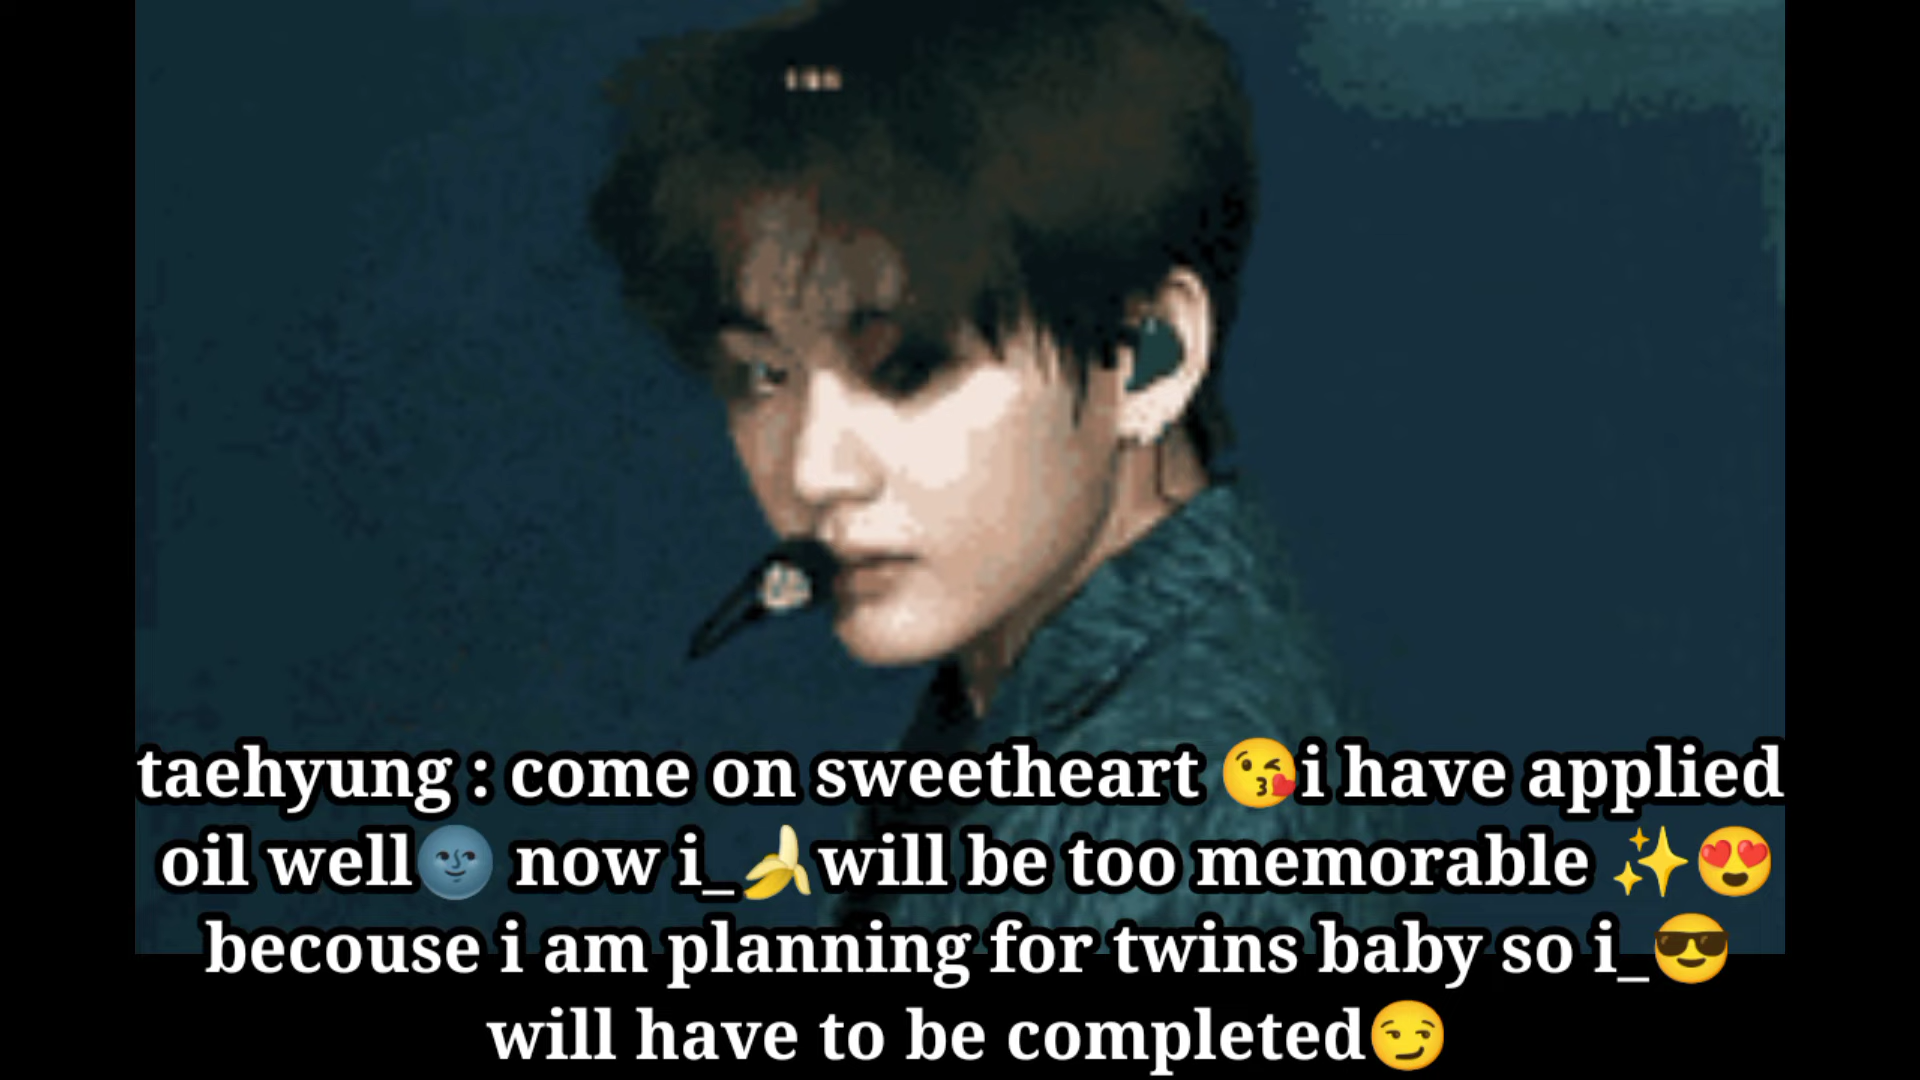 taehyung : come on sweetheart 😘i have applied
oil well🌚 now i_🍌will be too memorable ✨😍
becouse i am planning for twins baby so i_😎
will have to be completed😏